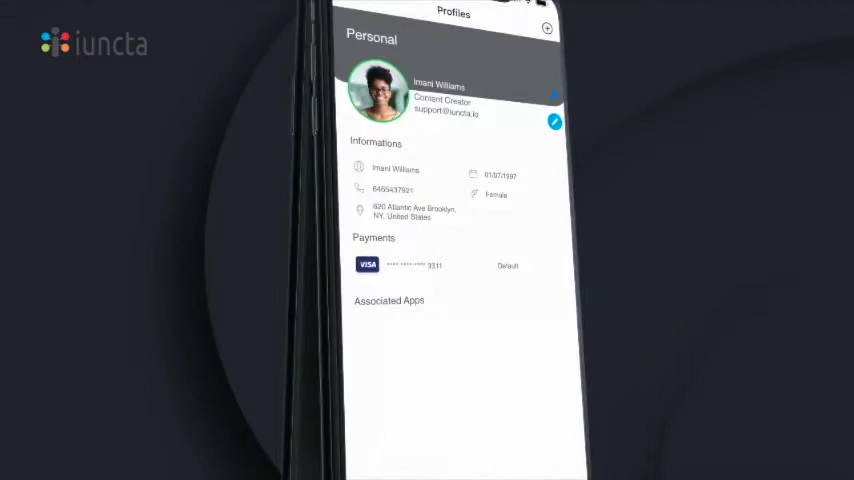 iuncta
Profiles
Personal
Imani Williams
Content Creator
support@iuncta.io
Informations
Imani Williams
01/07/1997
6465437921
Female
620 Atlantic Ave Brooklyn,
NY, United States
Payments
VISA
•••• •••• •••• 3311
Default
Associated Apps